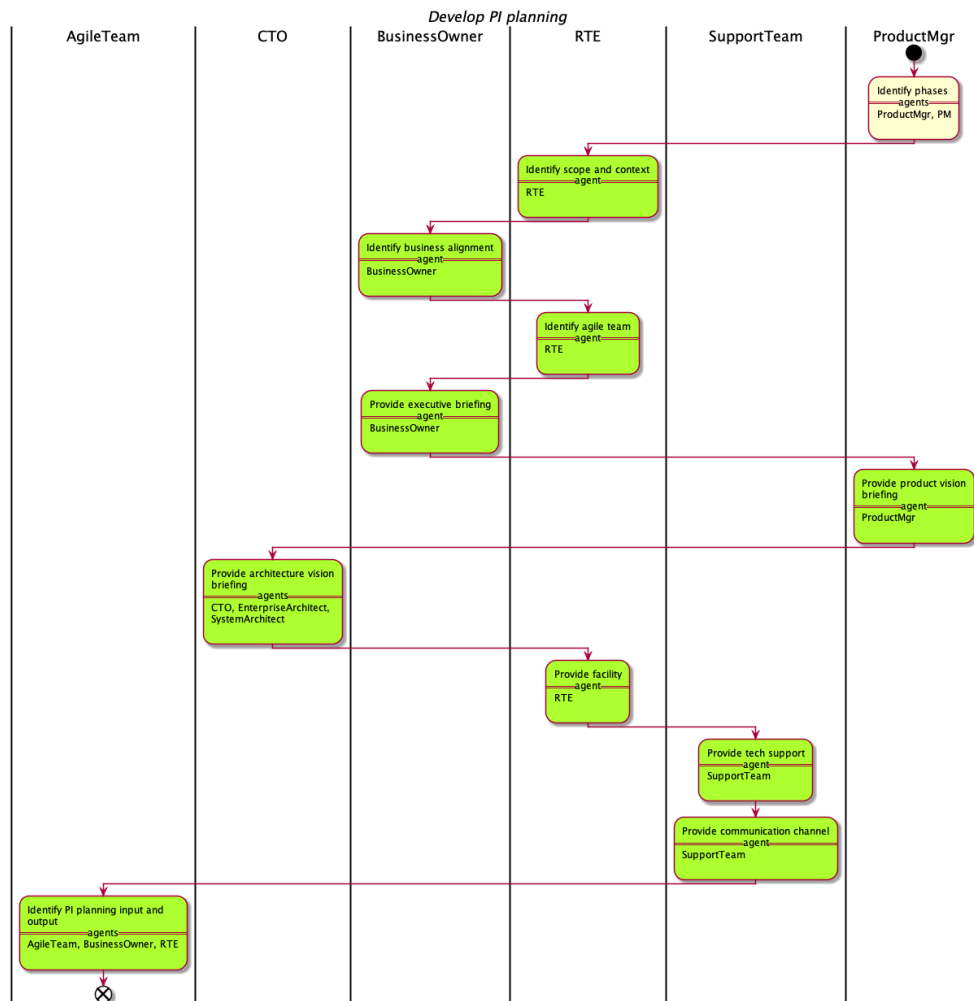 Develop PI planning
AgileTeam
CTO
BusinessOwner
RTE
SupportTeam
ProductMgr
Identify phases
agents
ProductMgr, PM
Identify scope and context
agent
RTE
Identify business alignment
agent
BusinessOwner
Identify agile team
agent
RTE
Provide executive briefing
agent
BusinessOwner
Provide product vision
briefing
agent
ProductMgr
Provide architecture vision
briefing
agents
CTO, EnterpriseArchitect,
SystemArchitect
Provide facility
agent
RTE
Provide tech support
agent
SupportTeam
Provide communication channel
agent
SupportTeam
Identify PI planning input and
output
agents
AgileTeam, BusinessOwner, RTE